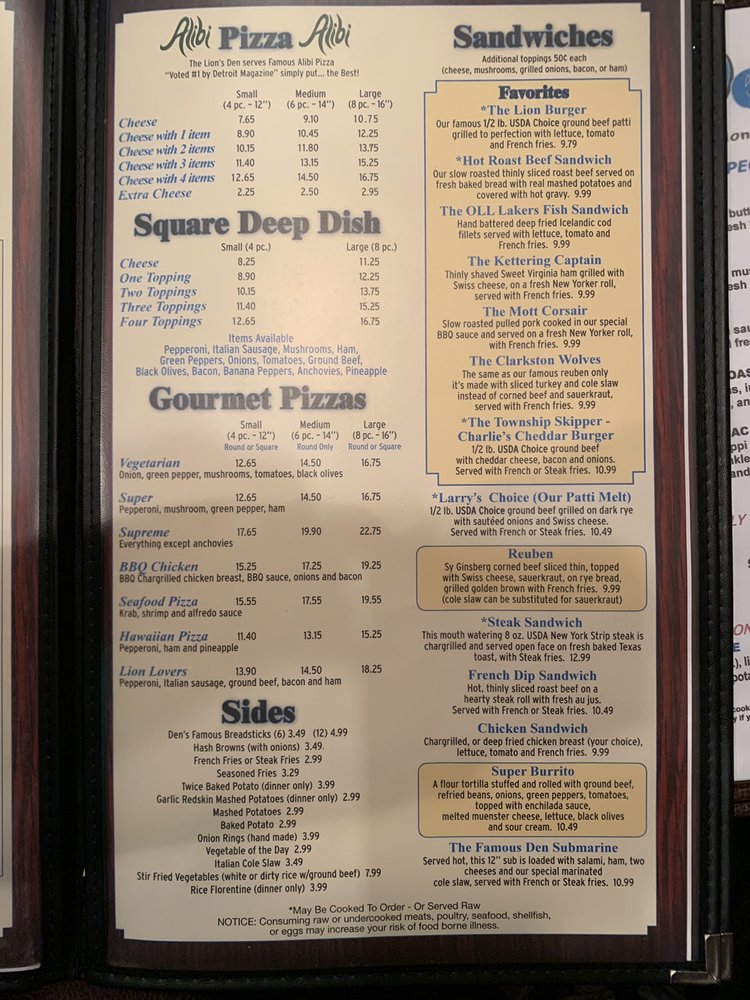 Alibi Pizza Alibi
The Lion's Den serves Famous Alibi Pizza
"Voted #1 by Detroit Magazine" simply put... the Best!
Small Medium Large
(4 pc. - 12") (6 pc. - 14") (8 pc. - 16")
Cheese 7.65 9.10 10.75
Cheese with 1 item 8.90 10.45 12.25
Cheese with 2 items 10.15 11.80 13.75
Cheese with 3 items 11.40 13.15 15.25
Cheese with 4 items 12.65 14.50 16.75
Extra Cheese 2.25 2.50 2.95
Square Deep Dish
Small (4 pc.) Large (8 pc.)
Cheese 8.25 11.25
One Topping 8.90 12.25
Two Toppings 10.15 13.75
Three Toppings 11.40 15.25
Four Toppings 12.65 16.75
Items Available
Pepperoni, Italian Sausage, Mushrooms, Ham,
Green Peppers, Onions, Tomatoes, Ground Beef,
Black Olives, Bacon, Banana Peppers, Anchovies, Pineapple
Gourmet Pizzas
Small Medium Large
(4 pc. - 12") (6 pc. - 14") (8 pc. - 16")
Round or Square Round Only Round or Square
Vegetarian 12.65 14.50 16.75
Onion, green pepper, mushrooms, tomatoes, black olives
Super 12.65 14.50 16.75
Pepperoni, mushroom, green pepper, ham
Supreme 17.65 19.90 22.75
Everything except anchovies
BBQ Chicken 15.25 17.25 19.25
BBQ Chargrilled chicken breast, BBQ sauce, onions and bacon
Seafood Pizza 15.55 17.55 19.55
Krab, shrimp and alfredo sauce
Hawaiian Pizza 11.40 13.15 15.25
Pepperoni, ham and pineapple
Lion Lovers 13.90 14.50 18.25
Pepperoni, Italian sausage, ground beef, bacon and ham
Sides
Den's Famous Breadsticks (6) 3.49 (12) 4.99
Hash Browns (with onions) 3.49.
French Fries or Steak Fries 2.99
Seasoned Fries 3.29
Twice Baked Potato (dinner only) 3.99
Garlic Redskin Mashed Potatoes (dinner only) 2.99
Mashed Potatoes 2.99
Baked Potato 2.99
Onion Rings (hand made) 3.99
Vegetable of the Day 2.99
Italian Cole Slaw 3.49
Stir Fried Vegetables (white or dirty rice w/ground beef) 7.99
Rice Florentine (dinner only) 3.99
Sandwiches
Additional toppings 50¢ each
(cheese, mushrooms, grilled onions, bacon, or ham)
Favorites
*The Lion Burger
Our famous 1/2 lb. USDA Choice ground beef patti
grilled to perfection with lettuce, tomato
and French fries. 9.79
*Hot Roast Beef Sandwich
Our slow roasted thinly sliced roast beef served on
fresh baked bread with real mashed potatoes and
covered with hot gravy. 9.99
The OLL Lakers Fish Sandwich
Hand battered deep fried Icelandic cod
fillets served with lettuce, tomato and
French fries. 9.99
The Kettering Captain
Thinly shaved Sweet Virginia ham grilled with
Swiss cheese, on a fresh New Yorker roll,
served with French fries. 9.99
The Mott Corsair
Slow roasted pulled pork cooked in our special
BBQ sauce and served on a fresh New Yorker roll,
with French fries. 9.99
The Clarkston Wolves
The same as our famous reuben only
it's made with sliced turkey and cole slaw
instead of corned beef and sauerkraut,
served with French fries. 9.99
*The Township Skipper -
Charlie's Cheddar Burger
1/2 lb. USDA Choice ground beef
with cheddar cheese, bacon and onions.
Served with French or Steak fries. 10.99
*Larry's Choice (Our Patti Melt)
1/2 lb. USDA Choice ground beef grilled on dark rye
with sautéed onions and Swiss cheese.
Served with French or Steak fries. 10.49
Reuben
Sy Ginsberg corned beef sliced thin, topped
with Swiss cheese, sauerkraut, on rye bread,
grilled golden brown with French fries. 9.99
(cole slaw can be substituted for sauerkraut)
*Steak Sandwich
This mouth watering 8 oz. USDA New York Strip steak is
chargrilled and served open face on fresh baked Texas
toast, with Steak fries. 12.99
French Dip Sandwich
Hot, thinly sliced roast beef on a
hearty steak roll with fresh au jus.
Served with French or Steak fries. 10.49
Chicken Sandwich
Chargrilled, or deep fried chicken breast (your choice),
lettuce, tomato and French fries. 9.99
Super Burrito
A flour tortilla stuffed and rolled with ground beef,
refried beans, onions, green peppers, tomatoes,
topped with enchilada sauce,
melted muenster cheese, lettuce, black olives
and sour cream. 10.49
The Famous Den Submarine
Served hot, this 12" sub is loaded with salami, ham, two
cheeses and our special marinated
cole slaw, served with French or Steak fries. 10.99
*May Be Cooked To Order - Or Served Raw
NOTICE: Consuming raw or undercooked meats, poultry, seafood, shellfish,
or eggs may increase your risk of food borne illness.